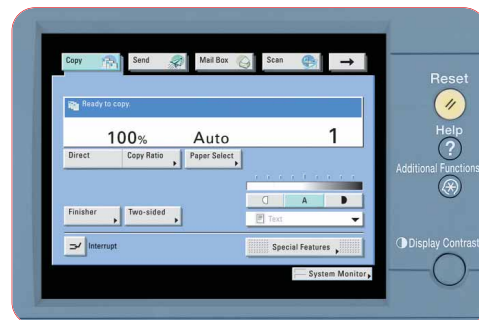 Copy Send Mail Box Scan
Ready to copy.
100% Auto 1
Direct Copy Ratio Paper Select
A
Finisher Two-sided Text
Interrupt Special Features
System Monitor
Reset
Help
?
Additional Functions
Display Contrast